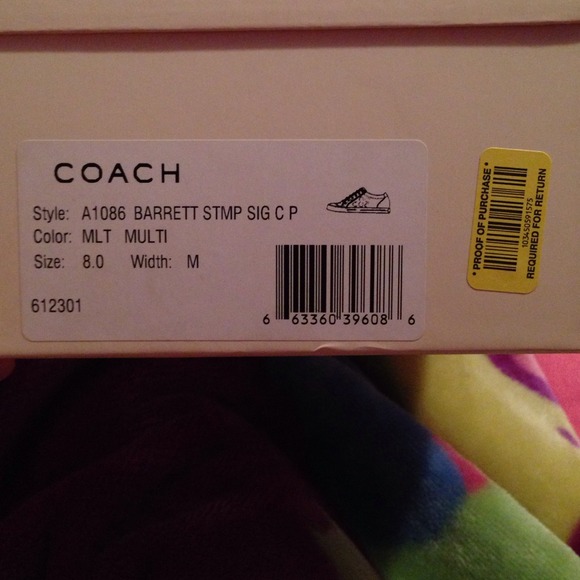 COACH
Style: A1086 BARRETT STMP SIG C P
Color: MLT MULTI
Size: 8.0 Width: M
612301
6 63360 39608 6
* PROOF OF PURCHASE *
103450591575
REQUIRED FOR RETURN